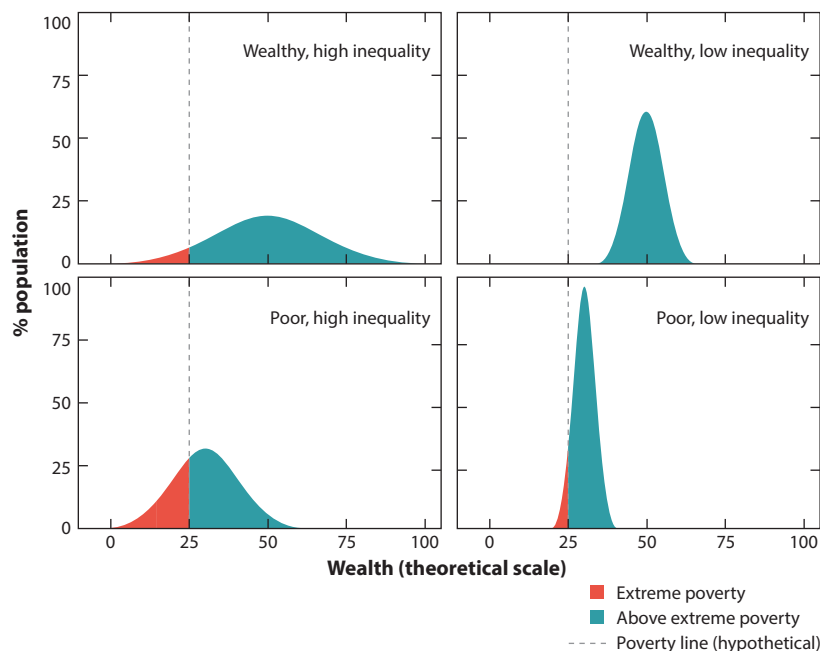 % population
100
75
50
25
0
Wealthy, high inequality
Wealthy, low inequality
100
75
50
25
0
Poor, high inequality
Poor, low inequality
0 25 50 75 100
0 25 50 75 100
Wealth (theoretical scale)
Extreme poverty
Above extreme poverty
Poverty line (hypothetical)